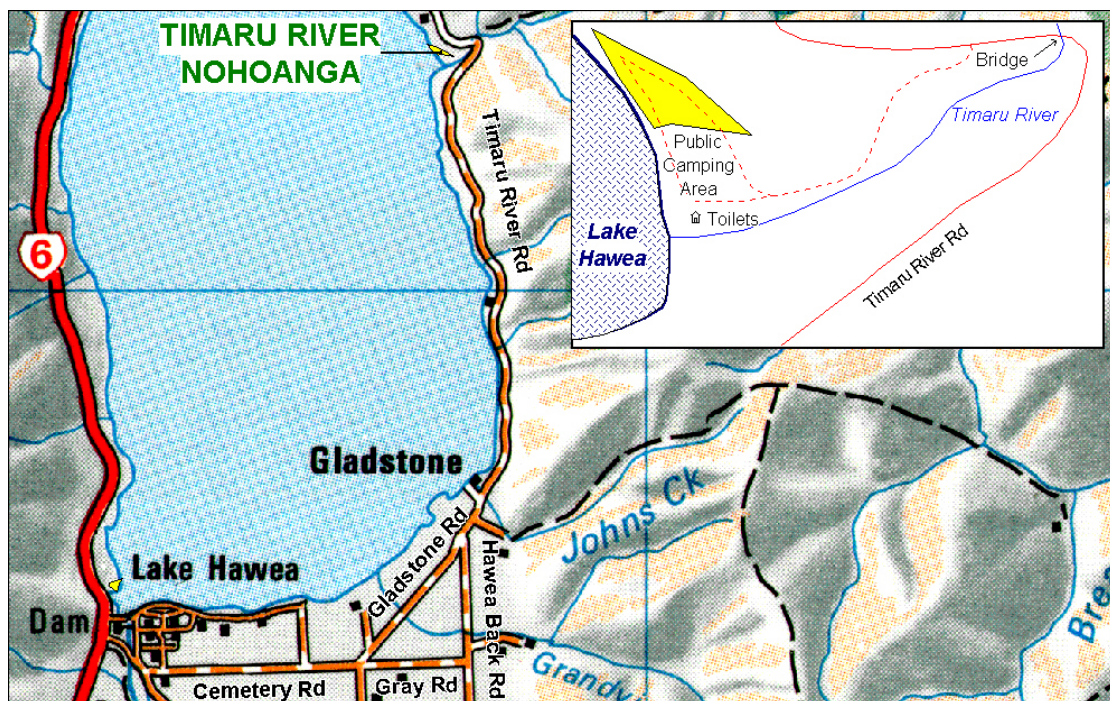 TIMARU RIVER
NOHOANGA
Bridge
Timaru River
Public
Camping
Area
Toilets
Lake
Hawea
Timaru River Rd
Timaru River Rd
6
Gladstone
Johns Ck
Gladstone Rd
Hawea Back Rd
Lake Hawea
Dam
Cemetery Rd
Gray Rd